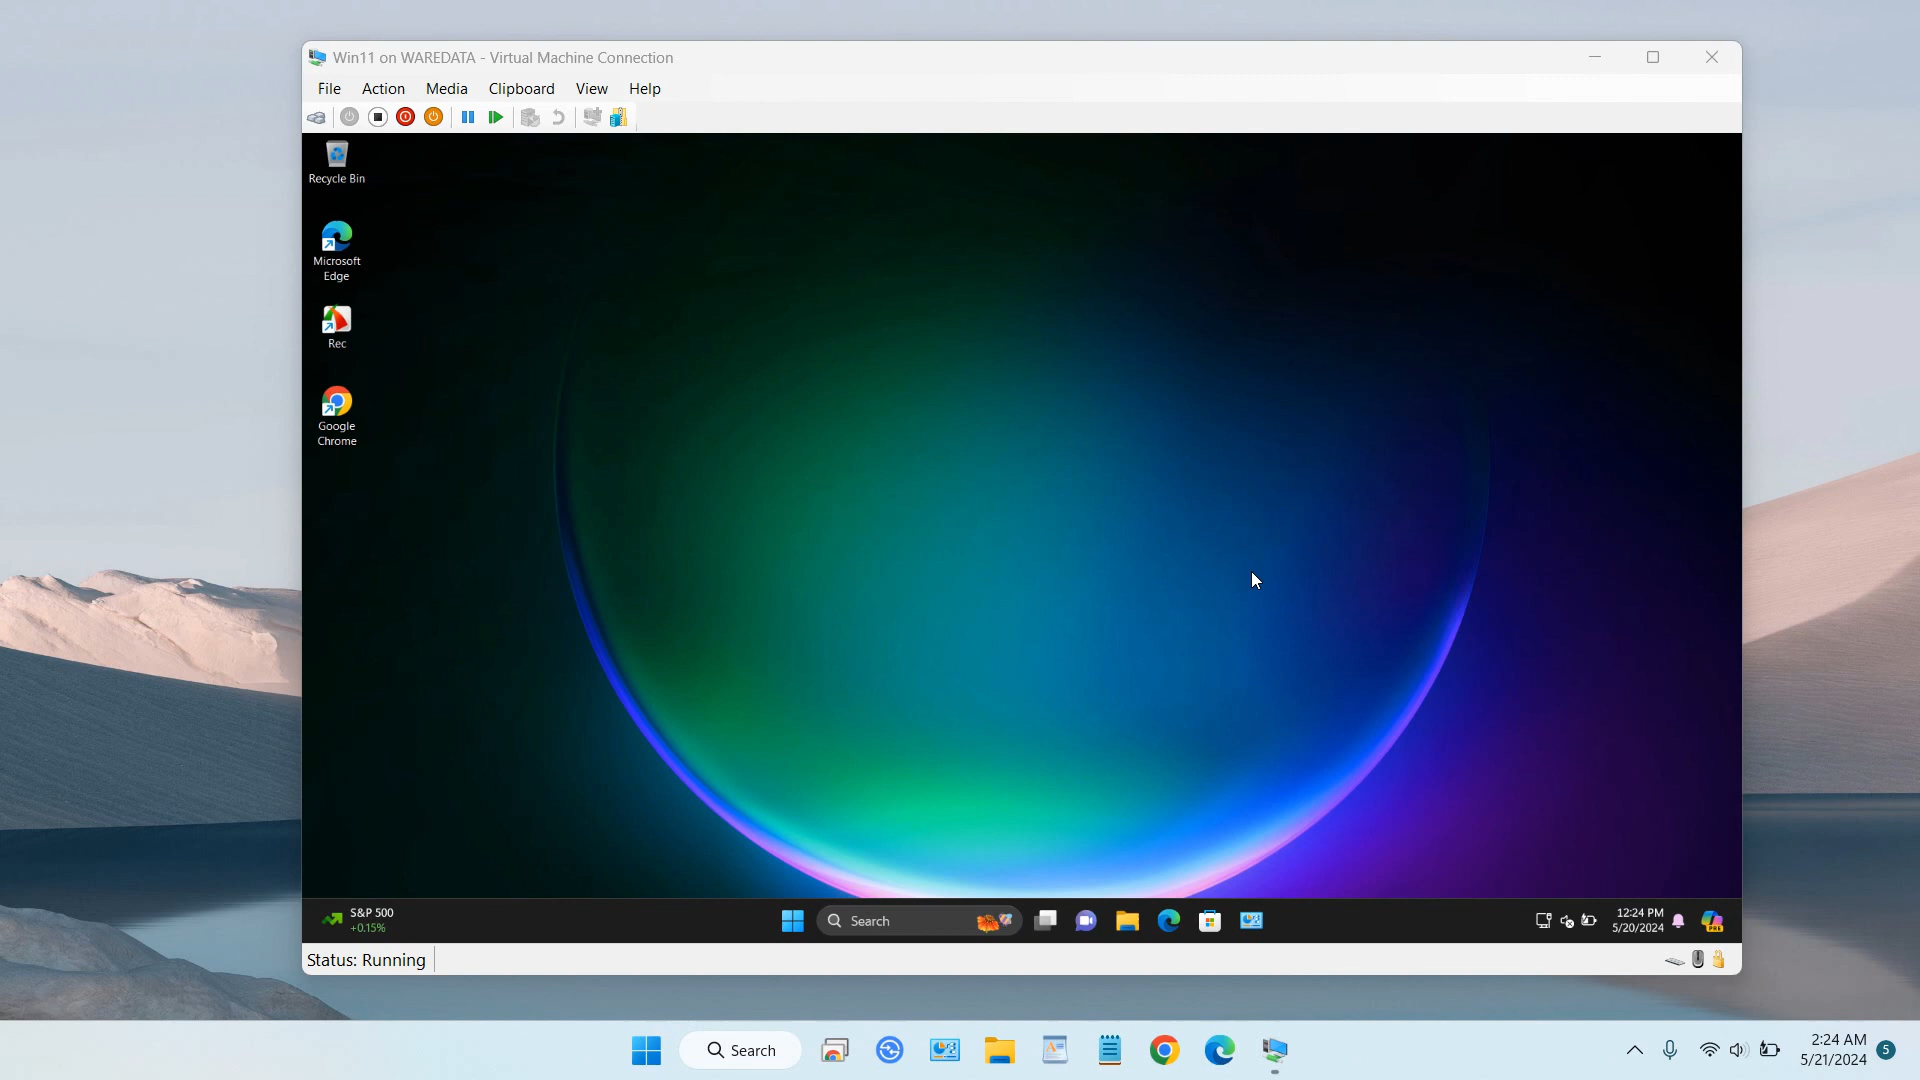 Win11 on WAREDATA - Virtual Machine Connection
File Action Media Clipboard View Help
Recycle Bin
Microsoft
Edge
Rec
Google
Chrome
S&P 500
+0.15%
Search
12:24 PM
5/20/2024
PRE
Status: Running
Search
2:24 AM
5/21/2024
5